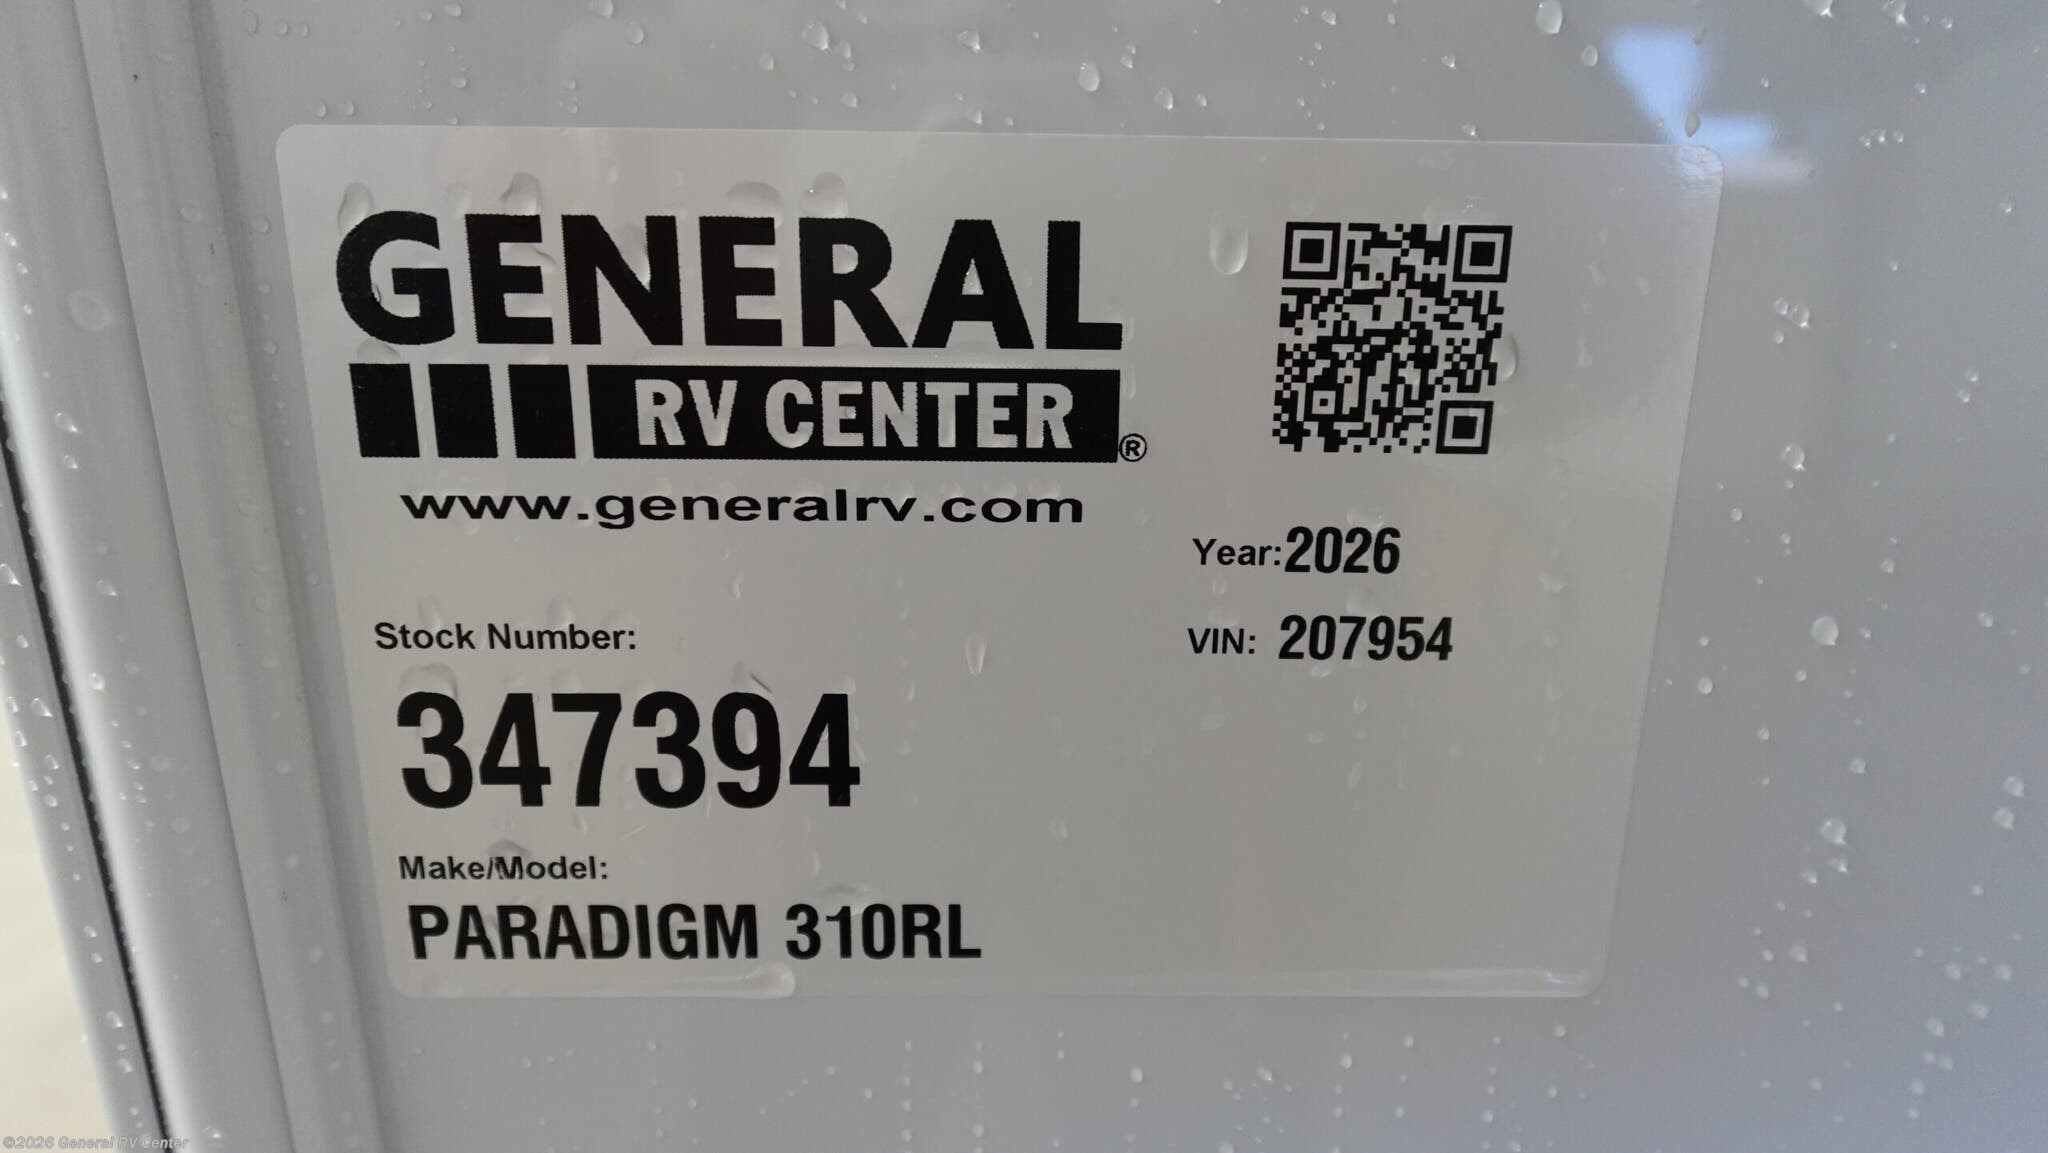 GENERAL
RV CENTER®
www.generalrv.com
Year: 2026
Stock Number:
VIN: 207954
347394
Make/Model:
PARADIGM 310RL
©2026 General RV Center